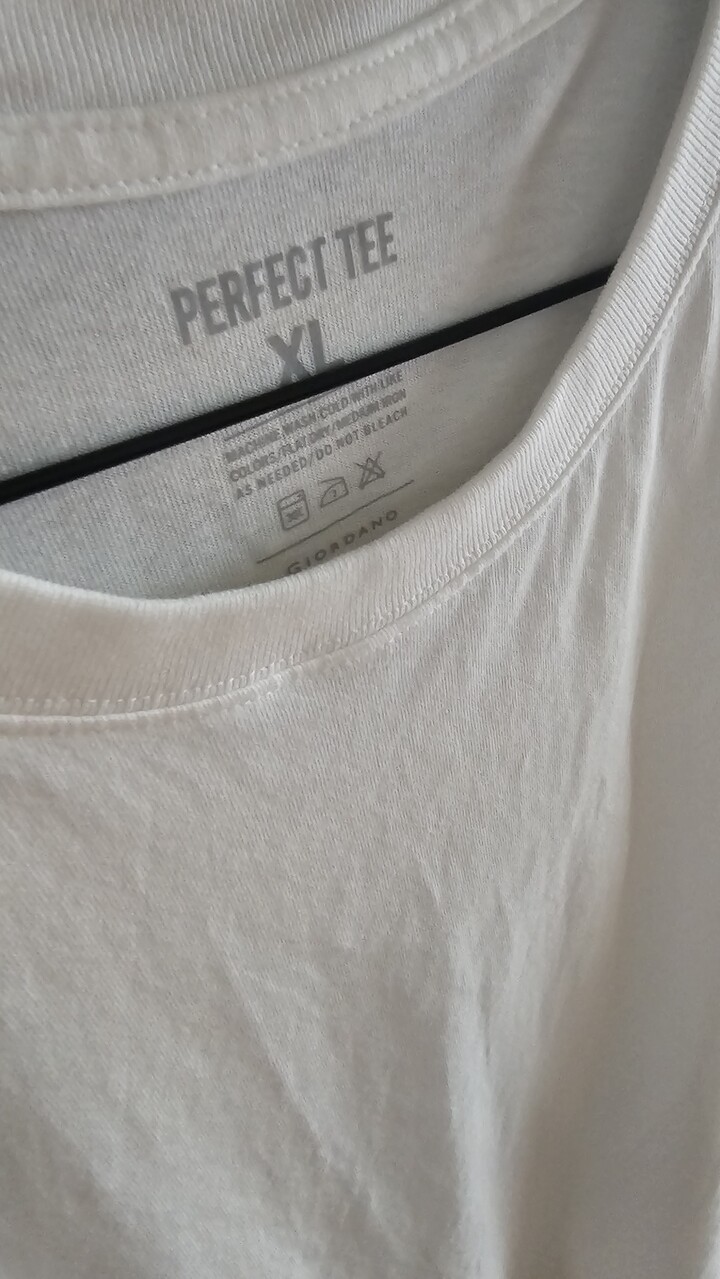 PERFECT TEE
XL
MACHINE WASH COLD WITH LIKE
COLORS/FLAT DRY/MEDIUM IRON
AS NEEDED/DO NOT BLEACH
GIORDANO